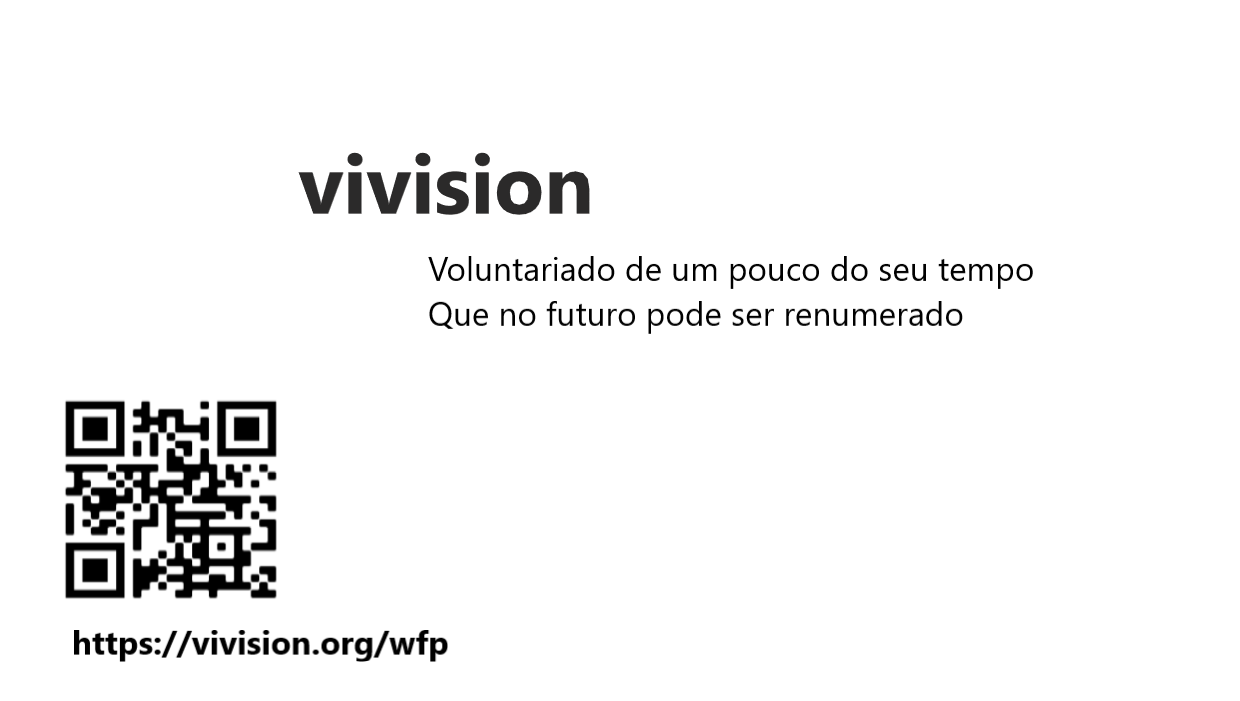 vivision
Voluntariado de um pouco do seu tempo
Que no futuro pode ser renumerado
https://vivision.org/wfp